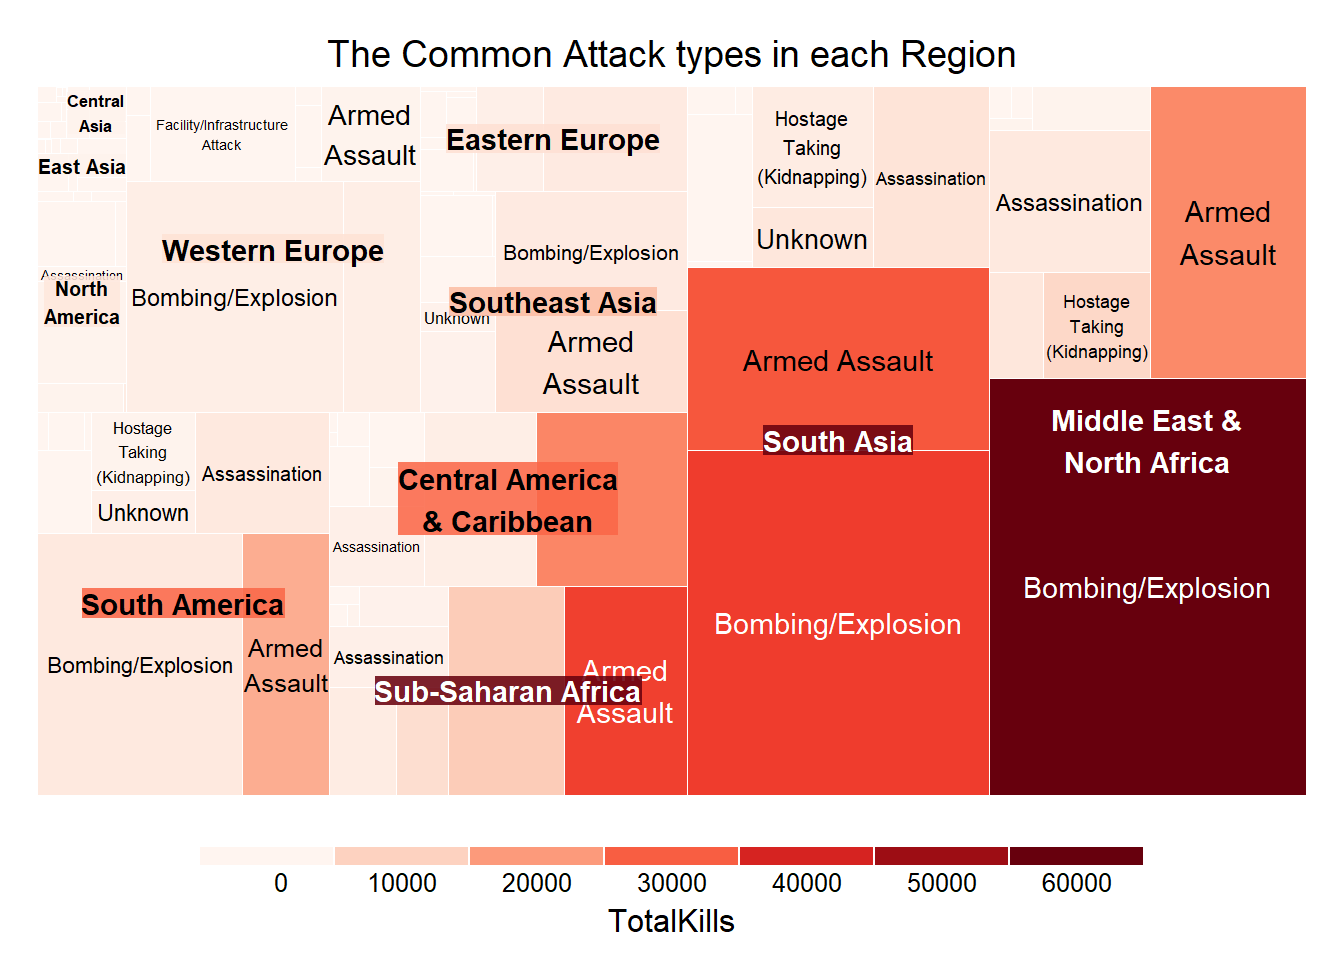 The Common Attack types in each Region
Central
Asia
East Asia
Assassination
North
America
Facility/Infrastructure
Attack
Armed
Assault
Western Europe
Bombing/Explosion
Eastern Europe
Bombing/Explosion
Southeast Asia
Unknown
Armed
Assault
Hostage
Taking
(Kidnapping)
Unknown
Assassination
Armed Assault
South Asia
Bombing/Explosion
Assassination
Hostage
Taking
(Kidnapping)
Armed
Assault
Middle East &
North Africa
Bombing/Explosion
Hostage
Taking
(Kidnapping)
Unknown
Assassination
South America
Bombing/Explosion
Armed
Assault
Central America
& Caribbean
Assassination
Assassination
Sub-Saharan Africa
Armed
Assault
0 10000 20000 30000 40000 50000 60000
TotalKills